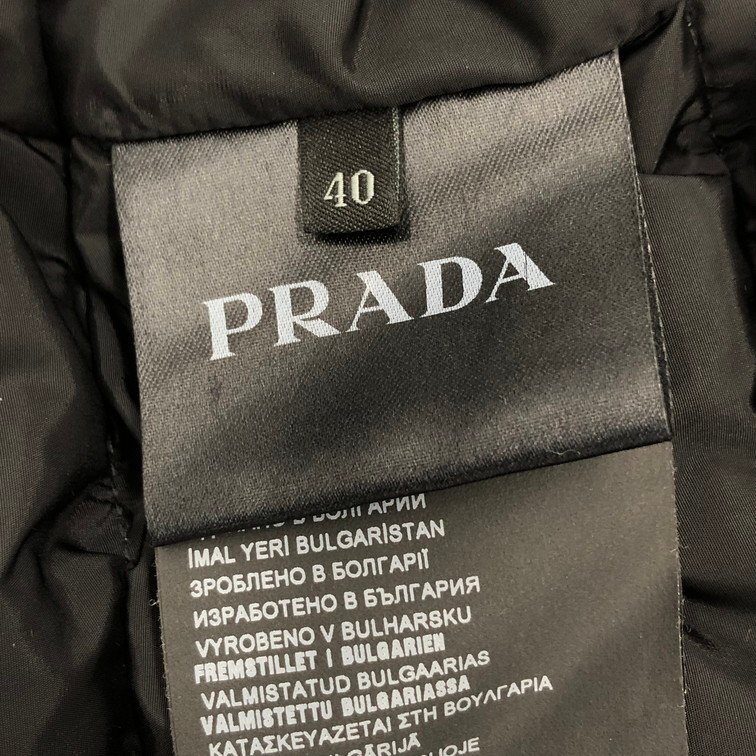 40
PRADA
В БОЛГАРИИ
İMAL YERİ BULGARİSTAN
ЗРОБЛЕНО В БОЛГАРІЇ
ИЗРАБОТЕНО В БЪЛГАРИЯ
VYROBENO V BULHARSKU
FREMSTILLET I BULGARIEN
VALMISTATUD BULGAARIAS
VALMISTETTU BULGARIASSA
ΚΑΤΑΣΚΕΥΑΖΕΤΑΙ ΣΤΗ ΒΟΥΛΓΑΡΙΑ